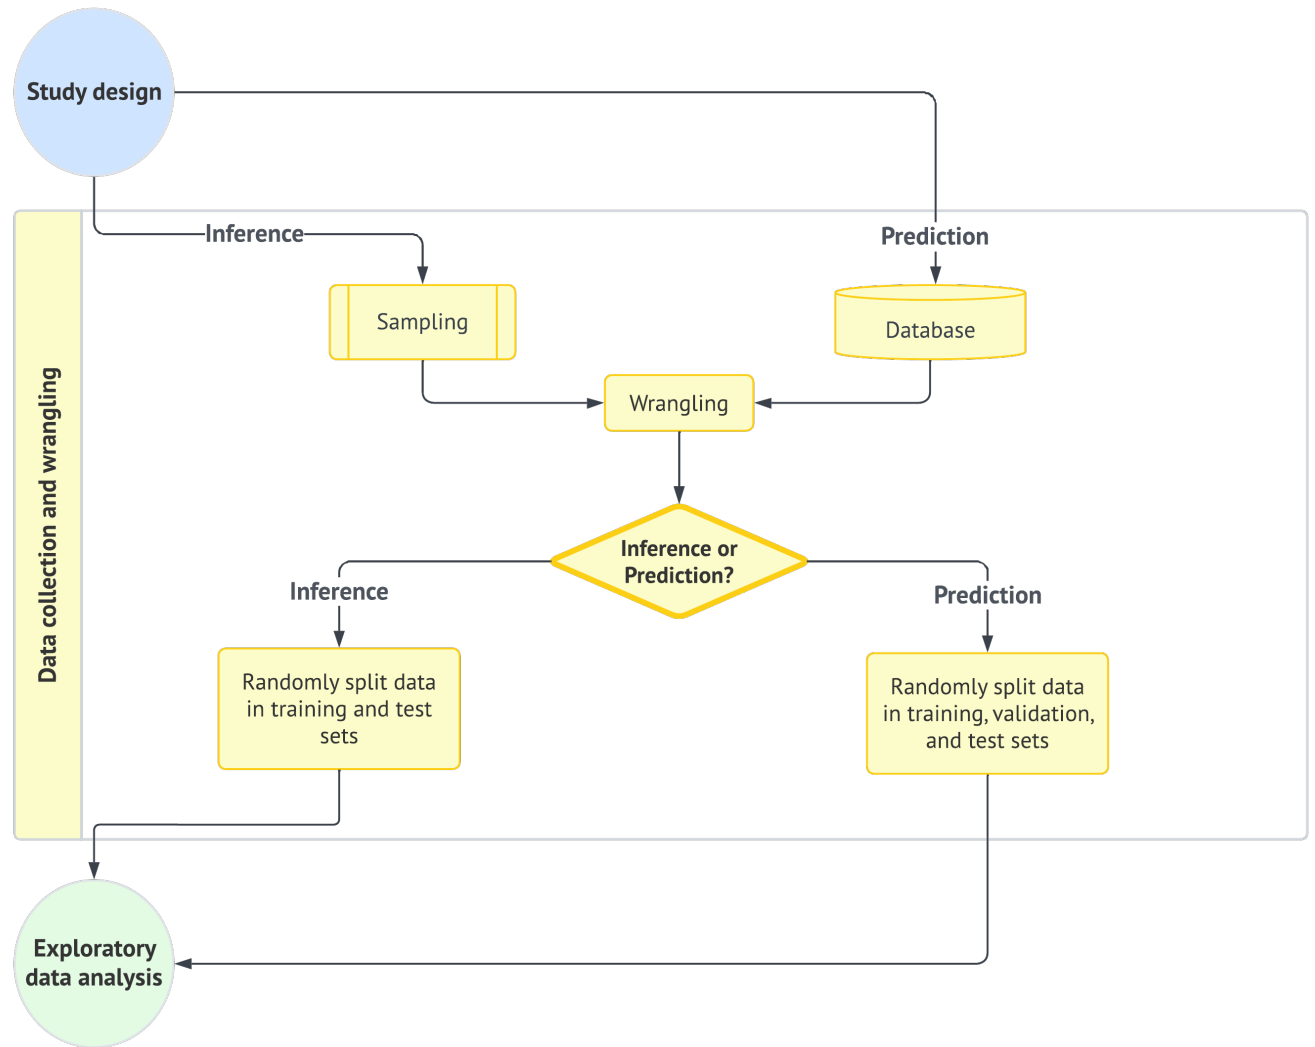 Study design
Inference
Prediction
Sampling
Database
Wrangling
Data collection and wrangling
Inference or
Prediction?
Inference
Prediction
Randomly split data
in training and test
sets
Randomly split data
in training, validation,
and test sets
Exploratory
data analysis